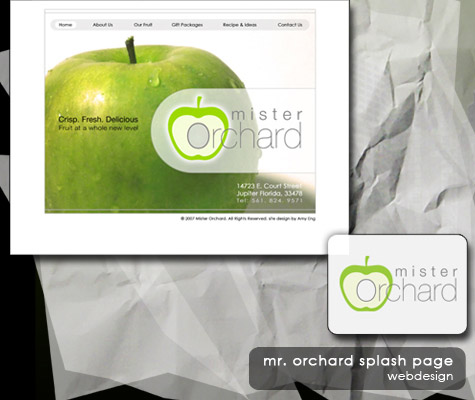 Home About Us Our Fruit Gift Packages Recipe & Ideas Contact Us
Crisp. Fresh. Delicious
Fruit at a whole new level
mister
Orchard
14723 E. Court Street
Jupiter Florida, 33478
Tel: 561. 824. 9571
© 2007 Mister Orchard. All Rights Reserved. site design by Amz Eng
mister
Orchard
mr. orchard splash page
webdesign